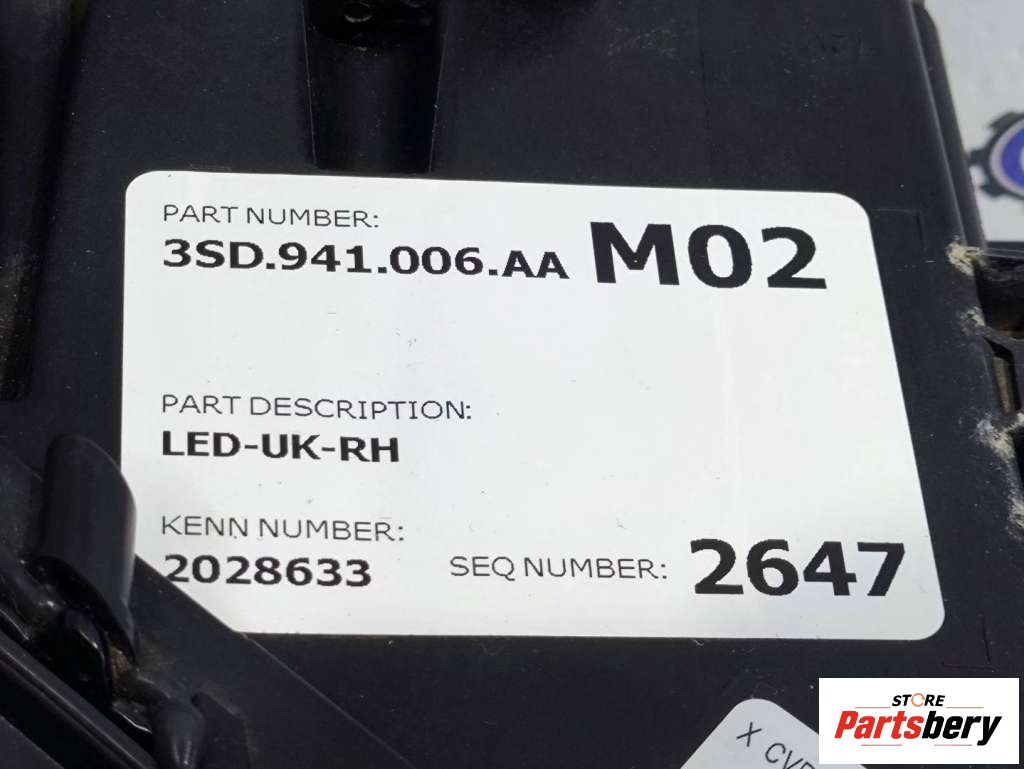 PART NUMBER:
3SD.941.006.AA M02
PART DESCRIPTION:
LED-UK-RH
KENN NUMBER:
2028633 SEQ NUMBER: 2647
STORE
Partsbery